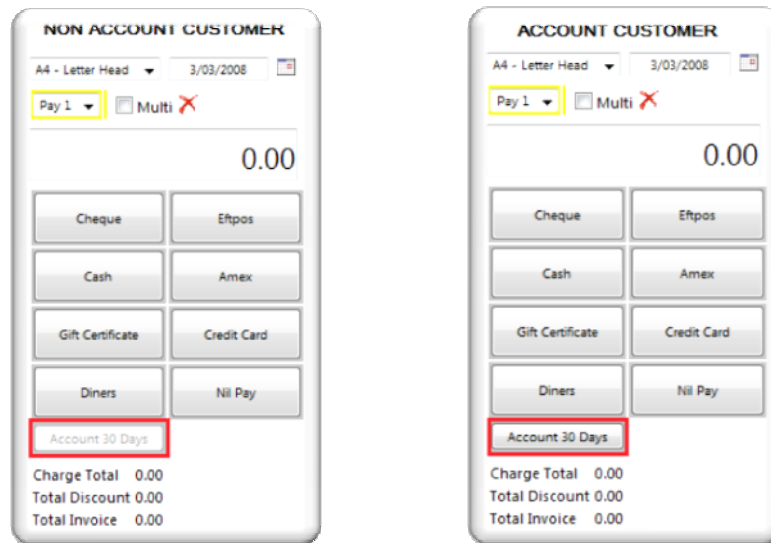 NON ACCOUNT CUSTOMER
A4 - Letter Head 3/03/2008
Pay 1 Multi
0.00
Cheque Eftpos
Cash Amex
Gift Certificate Credit Card
Diners Nil Pay
Account 30 Days
Charge Total 0.00
Total Discount 0.00
Total Invoice 0.00
ACCOUNT CUSTOMER
A4 - Letter Head 3/03/2008
Pay 1 Multi
0.00
Cheque Eftpos
Cash Amex
Gift Certificate Credit Card
Diners Nil Pay
Account 30 Days
Charge Total 0.00
Total Discount 0.00
Total Invoice 0.00